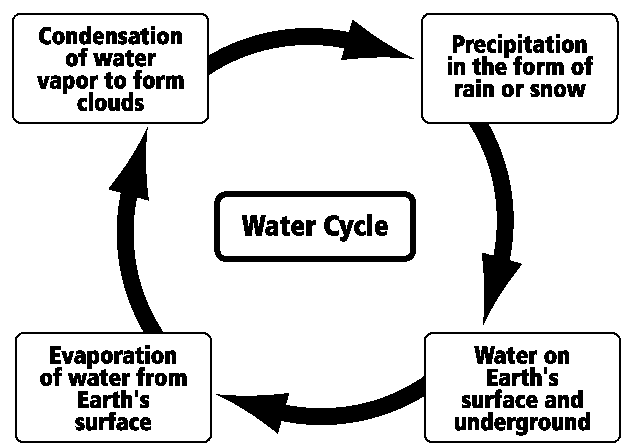 Condensation
of water
vapor to form
clouds
Precipitation
in the form of
rain or snow
Water Cycle
Evaporation
of water from
Earth's
surface
Water on
Earth's
surface and
underground